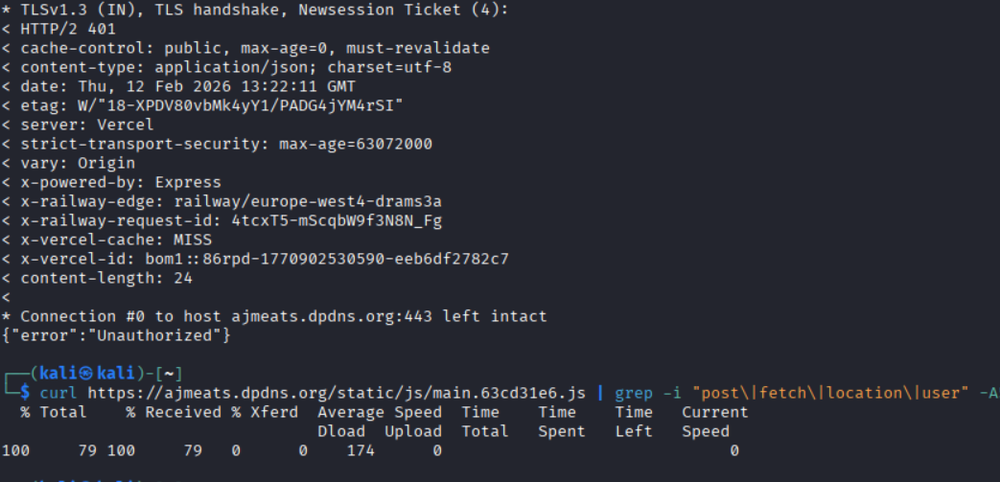 * TLSv1.3 (IN), TLS handshake, Newsession Ticket (4):
< HTTP/2 401
< cache-control: public, max-age=0, must-revalidate
< content-type: application/json; charset=utf-8
< date: Thu, 12 Feb 2026 13:22:11 GMT
< etag: W/"18-XPDV80vbMk4yY1/PADG4jYM4rSI"
< server: Vercel
< strict-transport-security: max-age=63072000
< vary: Origin
< x-powered-by: Express
< x-railway-edge: railway/europe-west4-drams3a
< x-railway-request-id: 4tcxT5-mScqbW9f3N8N_Fg
< x-vercel-cache: MISS
< x-vercel-id: bom1::86rpd-1770902530590-eeb6df2782c7
< content-length: 24
<
* Connection #0 to host ajmeats.dpdns.org:443 left intact
{"error":"Unauthorized"}
┌──(kali㉿kali)-[~]
└─$ curl https://ajmeats.dpdns.org/static/js/main.63cd31e6.js | grep -i "post\|fetch\|location\|user" -A
% Total % Received % Xferd Average Speed Time Time Time Current
Dload Upload Total Spent Left Speed
100 79 100 79 0 0 174 0 0